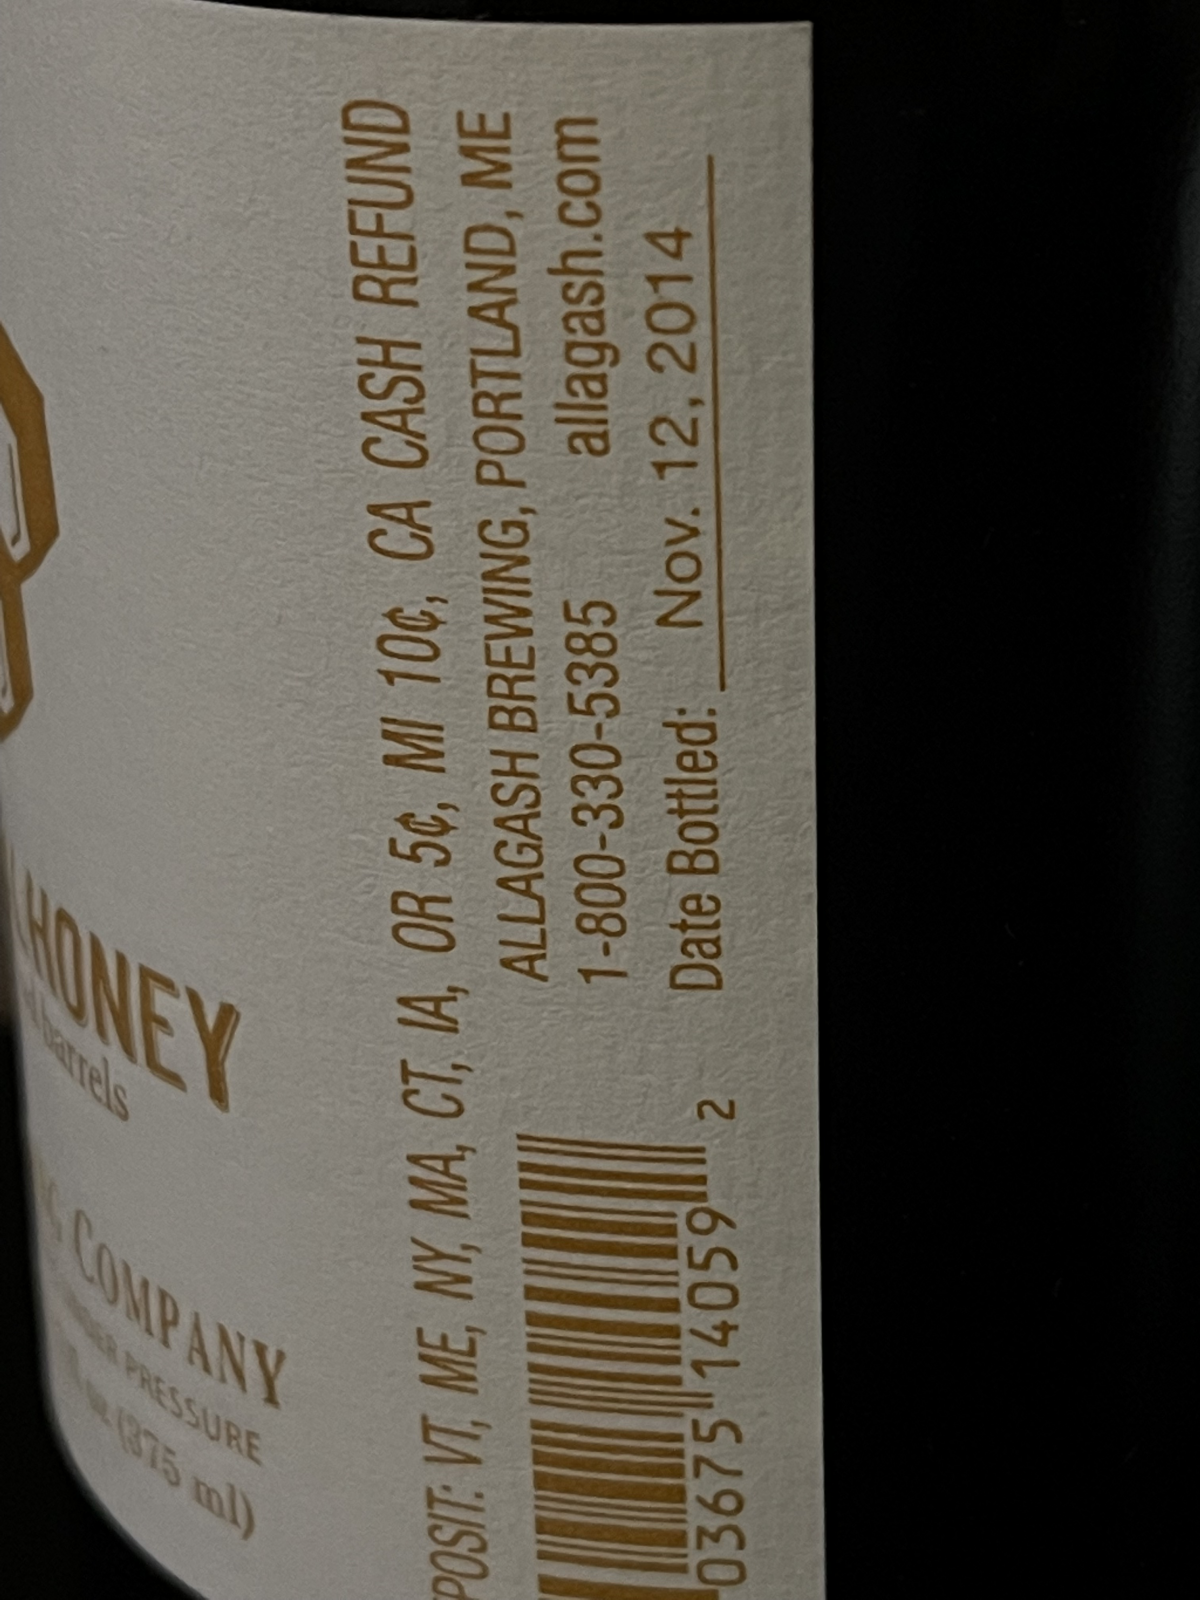 HONEY
barrels
COMPANY
PRESSURE
oz (375 ml)
POSIT: VT, ME, NY, MA, CT, IA, OR 5¢, MI 10¢, CA CASH REFUND
ALLAGASH BREWING, PORTLAND, ME
1-800-330-5385 allagash.com
Date Bottled: Nov. 12, 2014
03675 14059 2